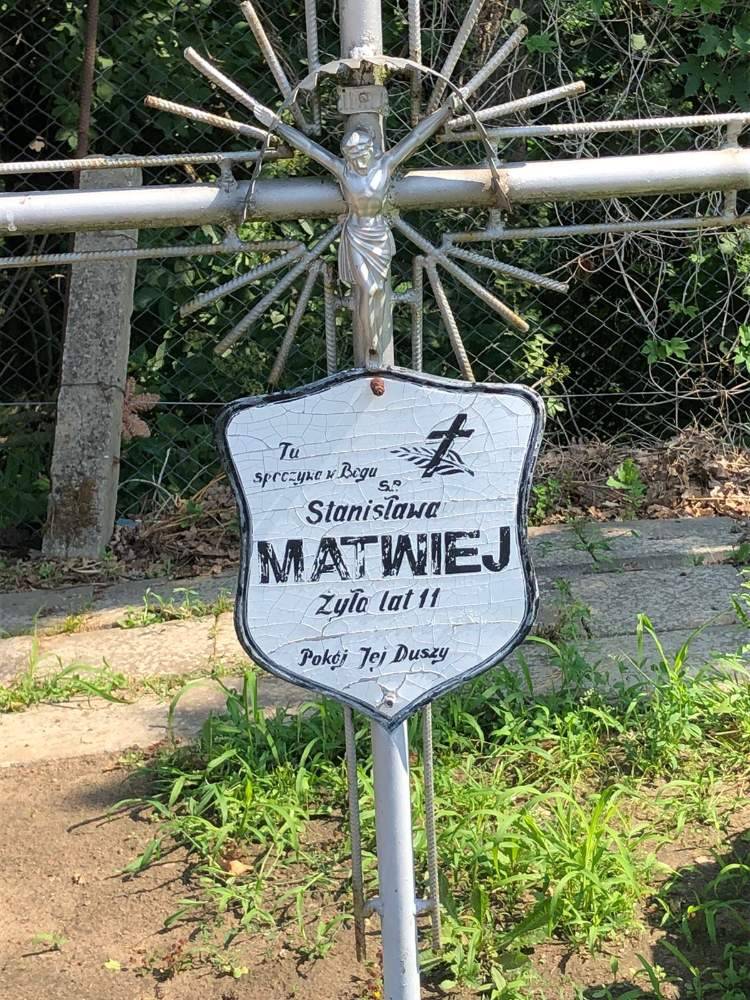 Tu
spoczywa w Bogu
Ś.P.
Stanisława
MATWIEJ
Żyła lat 11
Pokój Jej Duszy